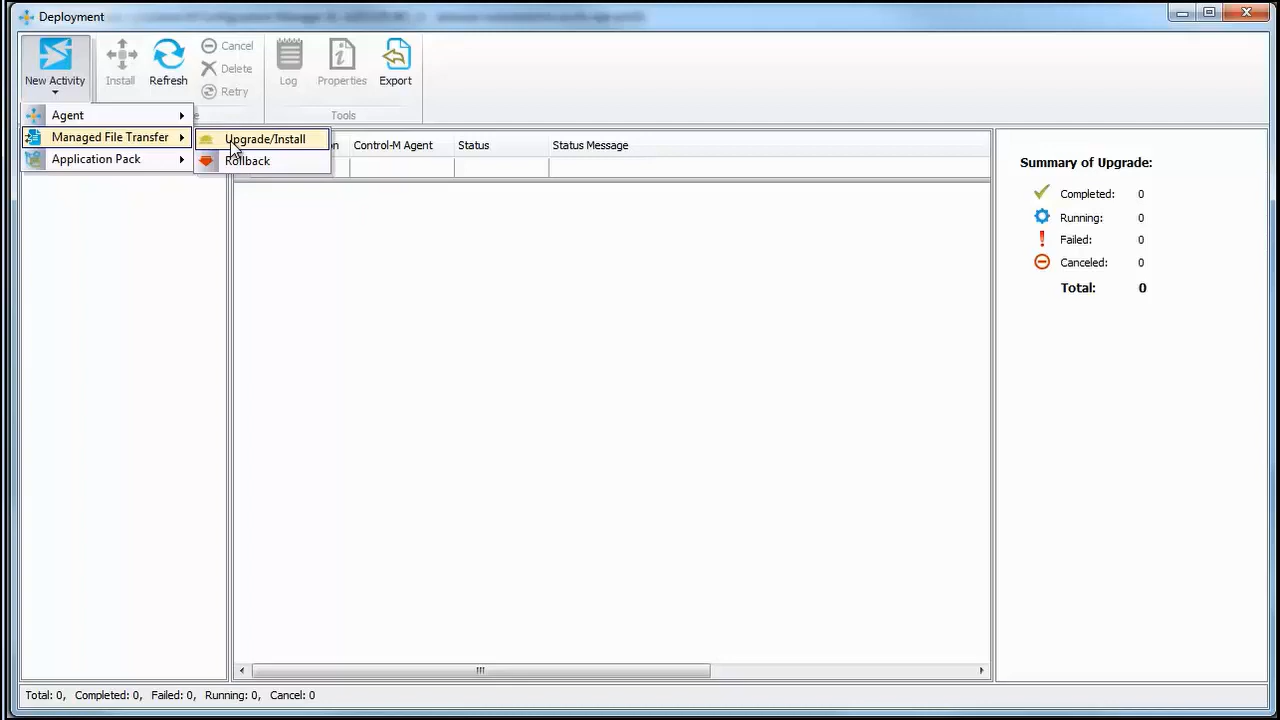 Deployment
New Activity
Install
Refresh
Cancel
Delete
Retry
Log
Properties
Export
Tools
Agent
Managed File Transfer
Application Pack
Upgrade/Install
Rollback
Control-M Agent
Status
Status Message
Summary of Upgrade:
Completed: 0
Running: 0
Failed: 0
Canceled: 0
Total: 0
Total: 0, Completed: 0, Failed: 0, Running: 0, Cancel: 0